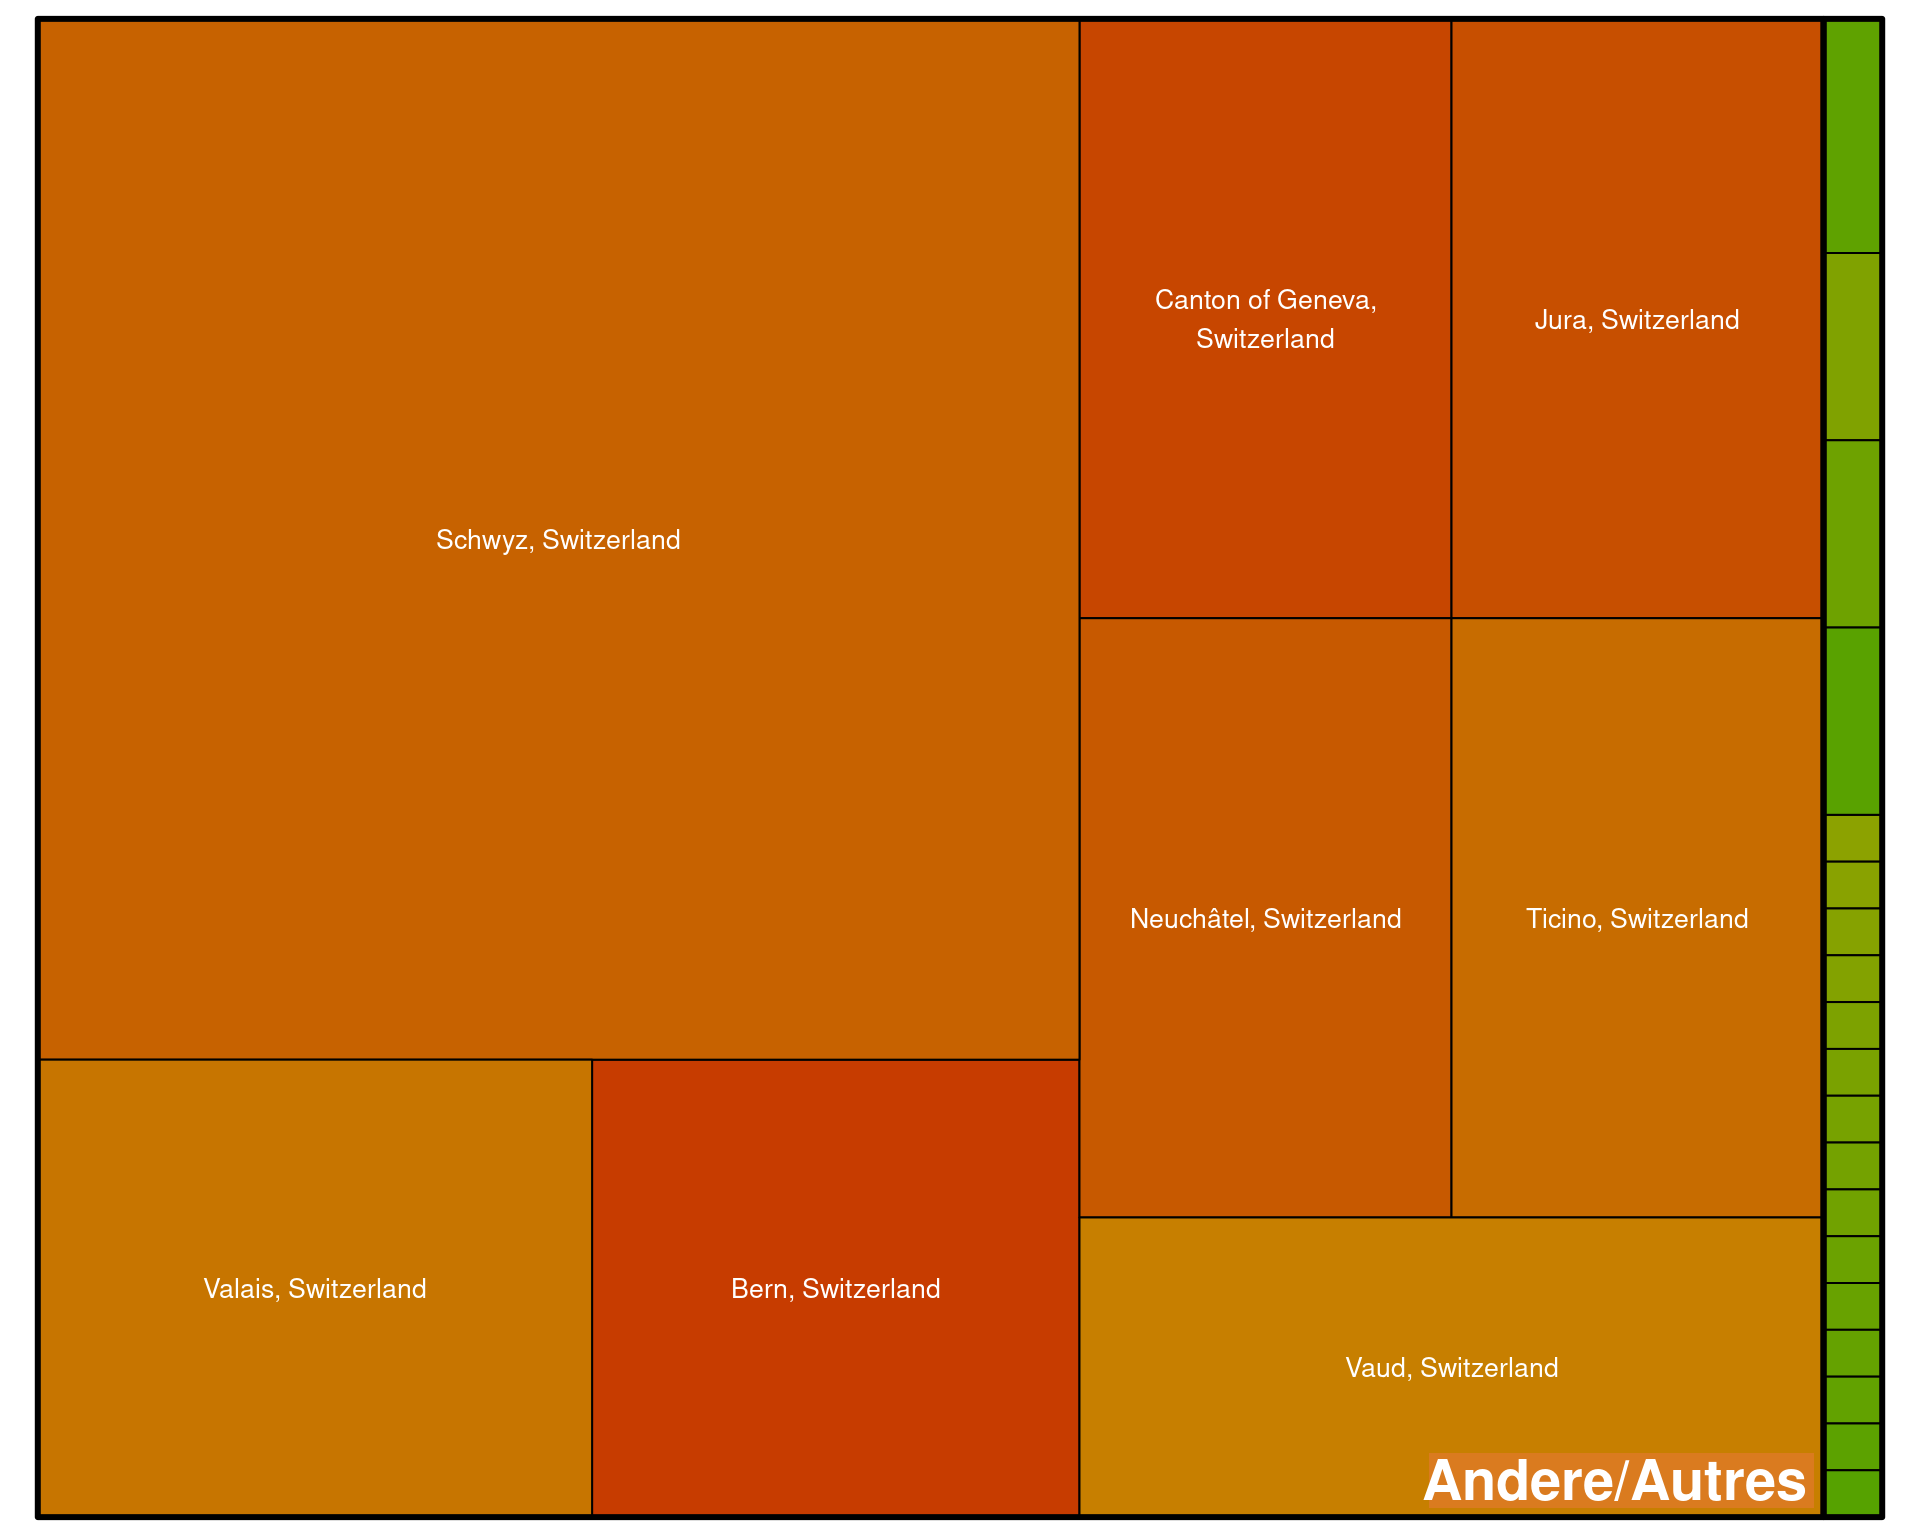 Canton of Geneva,
Switzerland
Jura, Switzerland
Schwyz, Switzerland
Neuchâtel, Switzerland
Ticino, Switzerland
Valais, Switzerland
Bern, Switzerland
Vaud, Switzerland
Andere/Autres